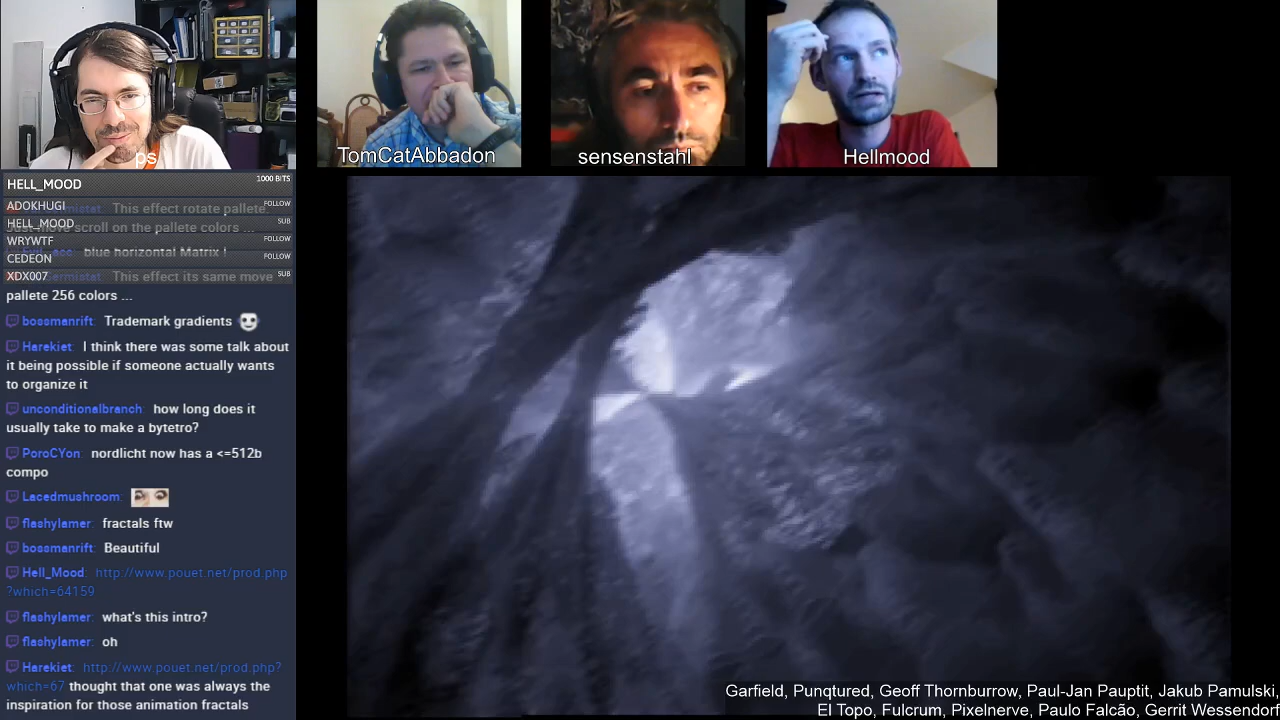 ps
TomCatAbbadon
sensenstahl
Hellmood
HELL_MOOD 1000 BITS
ADOKHUGI FOLLOW
This effect rotate pallete.
HELL_MOOD SUB
scroll on the pallete colors ...
WRYWTF FOLLOW
blue horizontal Matrix !
CEDEON FOLLOW
XDX007 SUB
This effect its same move
pallete 256 colors ...
bossmanrift: Trademark gradients
Harekiet: I think there was some talk about
it being possible if someone actually wants
to organize it
unconditionalbranch: how long does it
usually take to make a bytetro?
PoroCYon: nordlicht now has a <=512b
compo
Lacedmushroom:
flashylamer: fractals ftw
bossmanrift: Beautiful
Hell_Mood: http://www.pouet.net/prod.php
?which=64159
flashylamer: what's this intro?
flashylamer: oh
Harekiet: http://www.pouet.net/prod.php?
which=67 thought that one was always the
inspiration for those animation fractals
Garfield, Punqtured, Geoff Thornburrow, Paul-Jan Pauptit, Jakub Pamulski,
El Topo, Fulcrum, Pixelnerve, Paulo Falcão, Gerrit Wessendorf